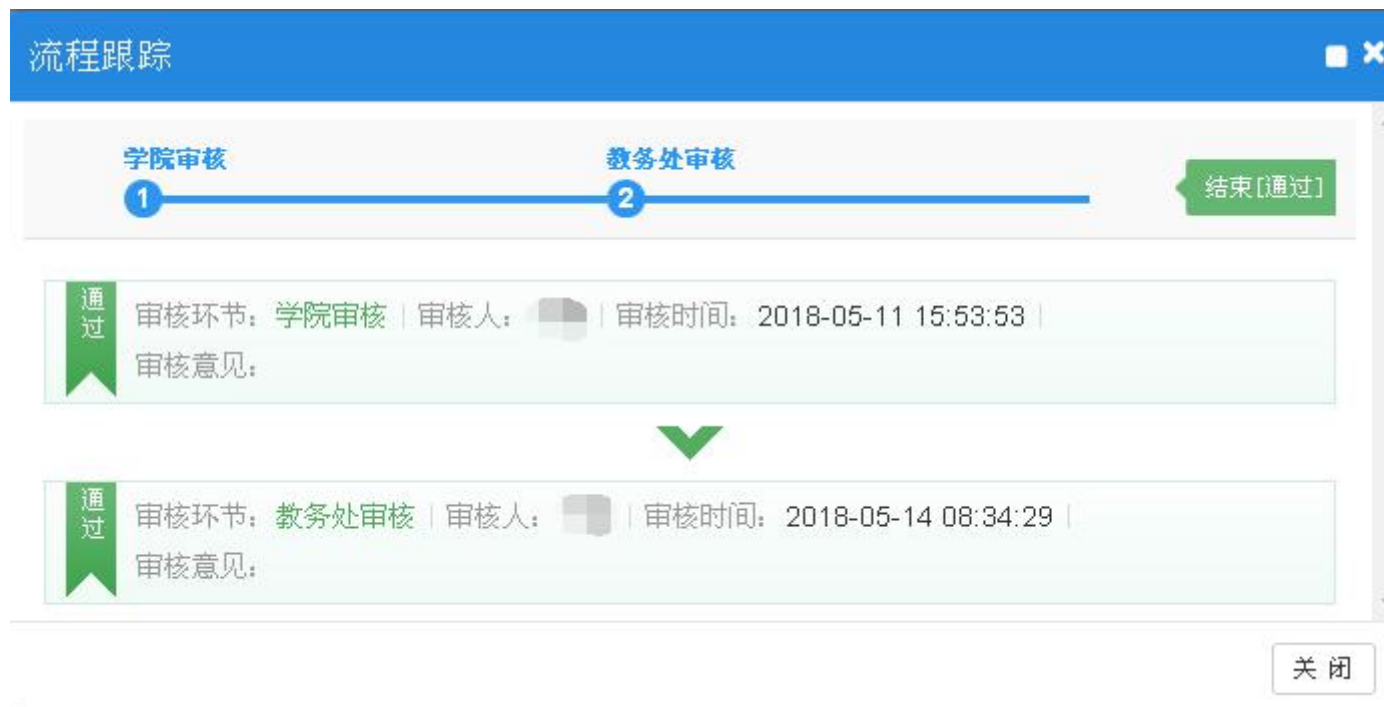 流程跟踪
学院审核 教务处审核
1 2
结束[通过]
通过
审核环节：学院审核 审核人： 审核时间：2018-05-11 15:53:53
审核意见：
通过
审核环节：教务处审核 审核人： 审核时间：2018-05-14 08:34:29
审核意见：
关 闭